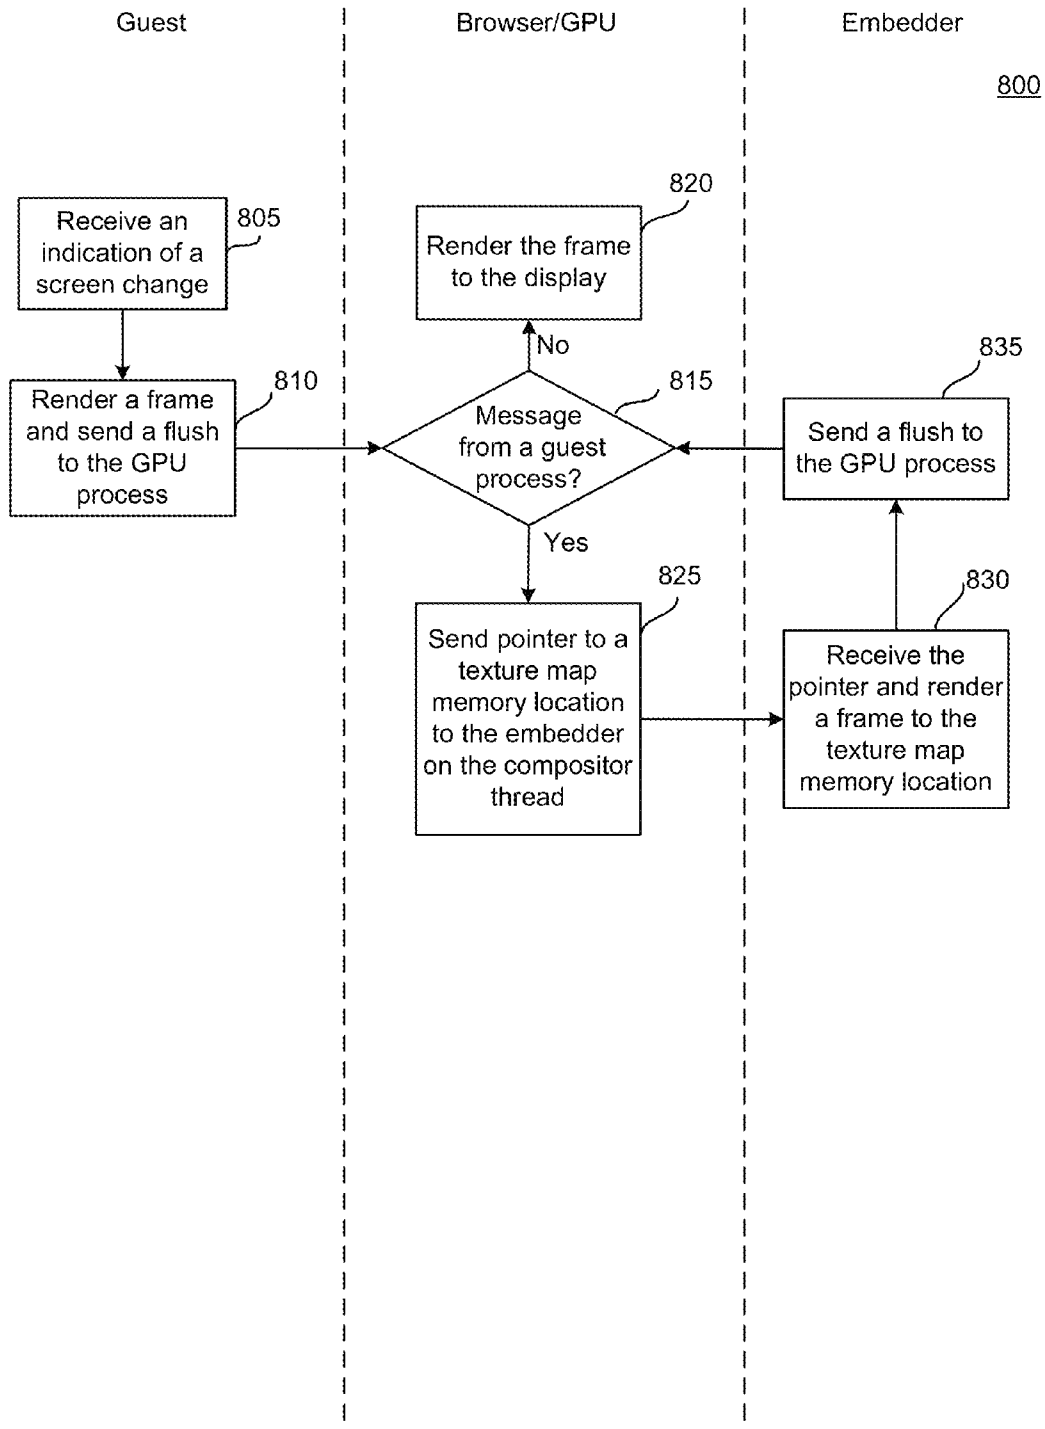 Guest
Browser/GPU
Embedder
800
Receive an
indication of a
screen change
805
Render a frame
and send a flush
to the GPU
process
810
Render the frame
to the display
820
No
Message
from a guest
process?
815
Yes
Send pointer to a
texture map
memory location
to the embedder
on the compositor
thread
825
Send a flush to
the GPU process
835
Receive the
pointer and render
a frame to the
texture map
memory location
830